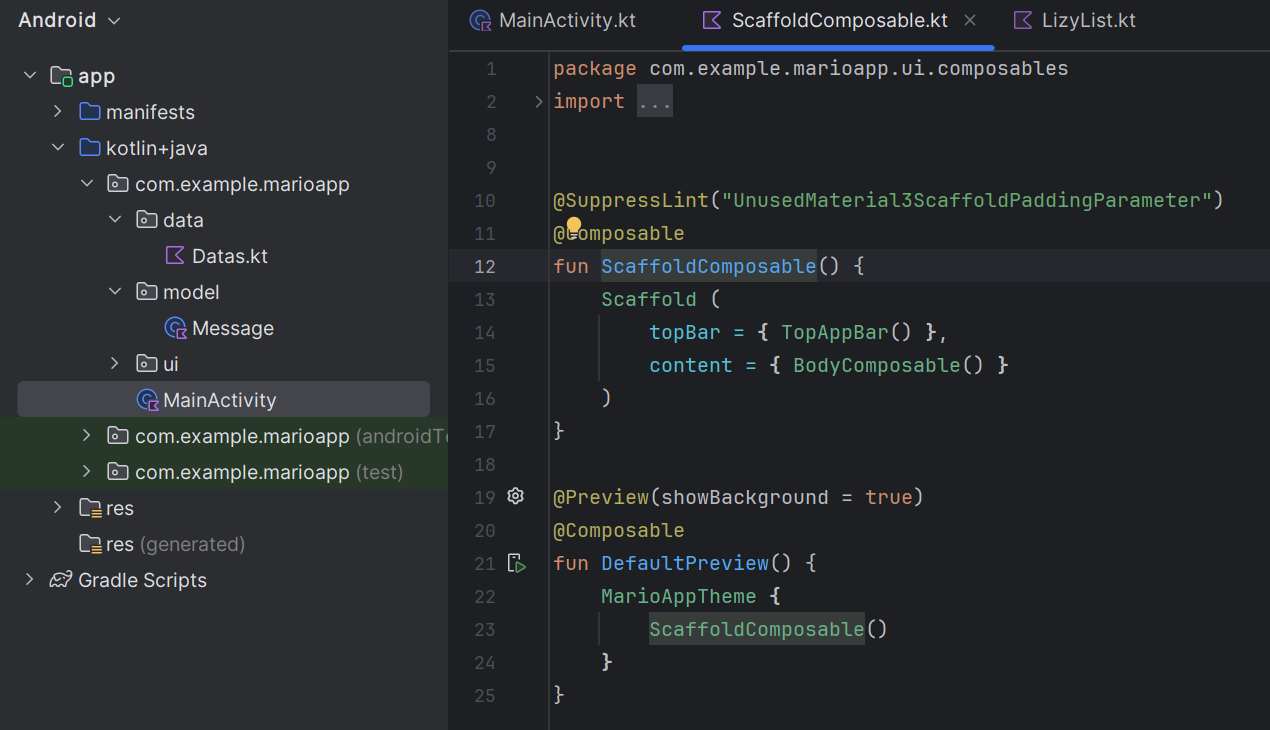 Android
app
manifests
kotlin+java
com.example.marioapp
data
Datas.kt
model
Message
ui
MainActivity
com.example.marioapp (androidTe
com.example.marioapp (test)
res
res (generated)
Gradle Scripts
MainActivity.kt ScaffoldComposable.kt LizyList.kt
1 package com.example.marioapp.ui.composables
2 import ...
8
9
10 @SuppressLint("UnusedMaterial3ScaffoldPaddingParameter")
11 @Composable
12 fun ScaffoldComposable() {
13 Scaffold (
14 topBar = { TopAppBar() },
15 content = { BodyComposable() }
16 )
17 }
18
19 @Preview(showBackground = true)
20 @Composable
21 fun DefaultPreview() {
22 MarioAppTheme {
23 ScaffoldComposable()
24 }
25 }